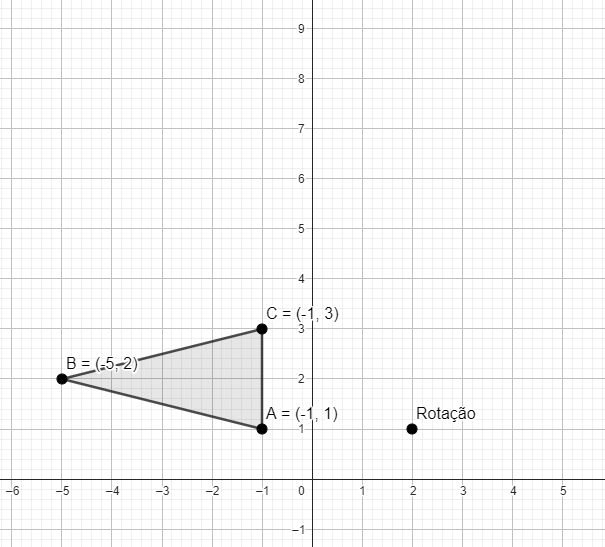 9
8
7
6
5
4
C = (-1, 3)
3
B = (-5, 2)
2
A = (-1, 1)
Rotação
1
–6 –5 –4 –3 –2 –1 0 1 2 3 4 5
–1